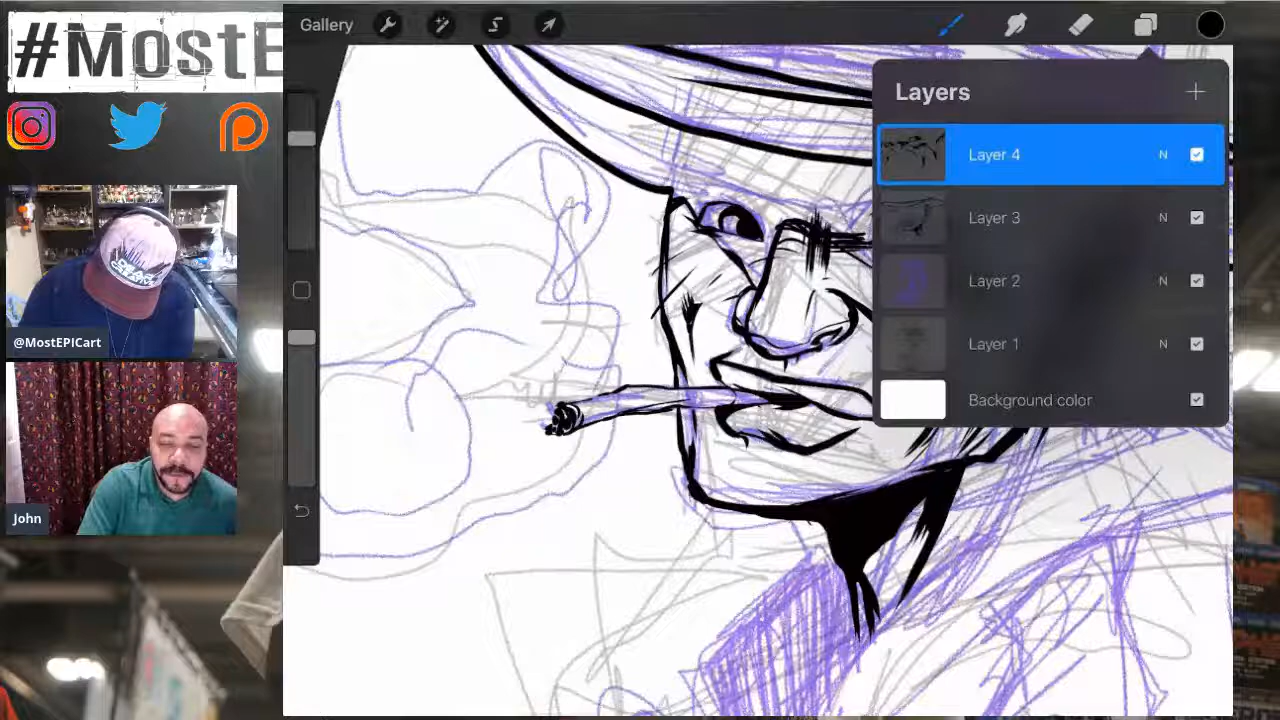 #MostE
Gallery
Layers
Layer 4 N
Layer 3 N
Layer 2 N
Layer 1 N
Background color
@MostEPICart
John